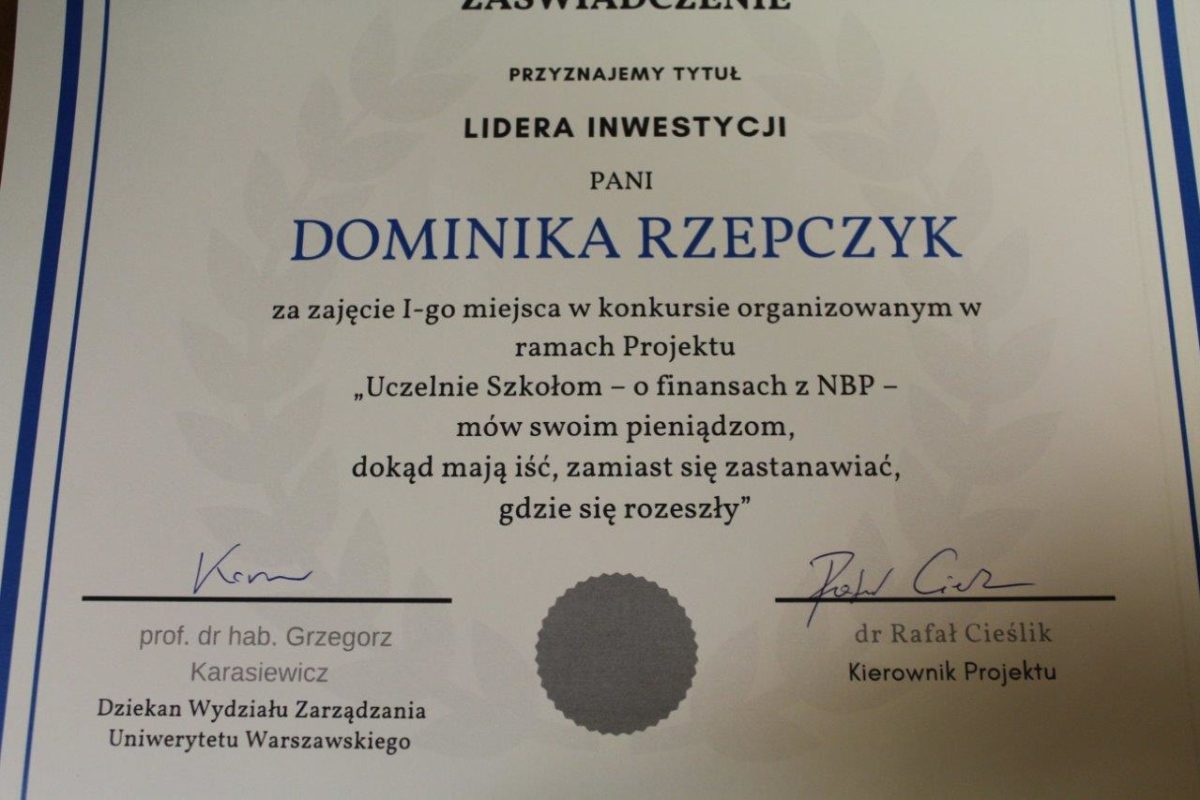 ZAŚWIADCZENIE
PRZYZNAJEMY TYTUŁ
LIDERA INWESTYCJI
PANI
DOMINIKA RZEPCZYK
za zajęcie I-go miejsca w konkursie organizowanym w
ramach Projektu
„Uczelnie Szkołom – o finansach z NBP –
mów swoim pieniądzom,
dokąd mają iść, zamiast się zastanawiać,
gdzie się rozeszły”
prof. dr hab. Grzegorz
Karasiewicz
Dziekan Wydziału Zarządzania
Uniwerytetu Warszawskiego
dr Rafał Cieślik
Kierownik Projektu